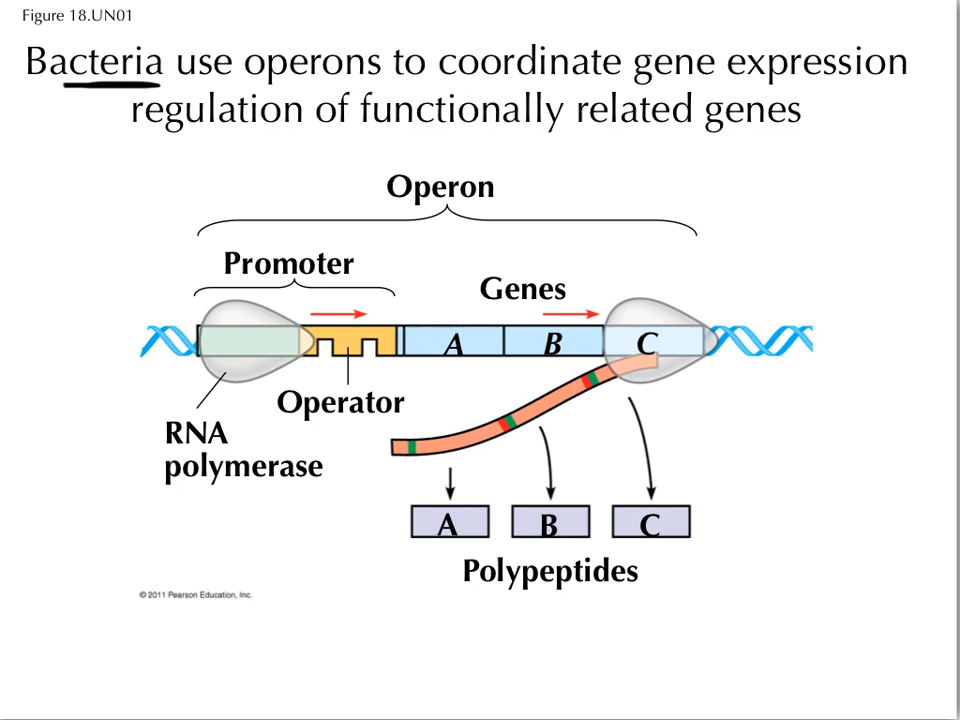 Figure 18.UN01
Bacteria use operons to coordinate gene expression
regulation of functionally related genes
Operon
Promoter
Genes
A
B
C
Operator
RNA
polymerase
A
B
C
Polypeptides
© 2011 Pearson Education, Inc.